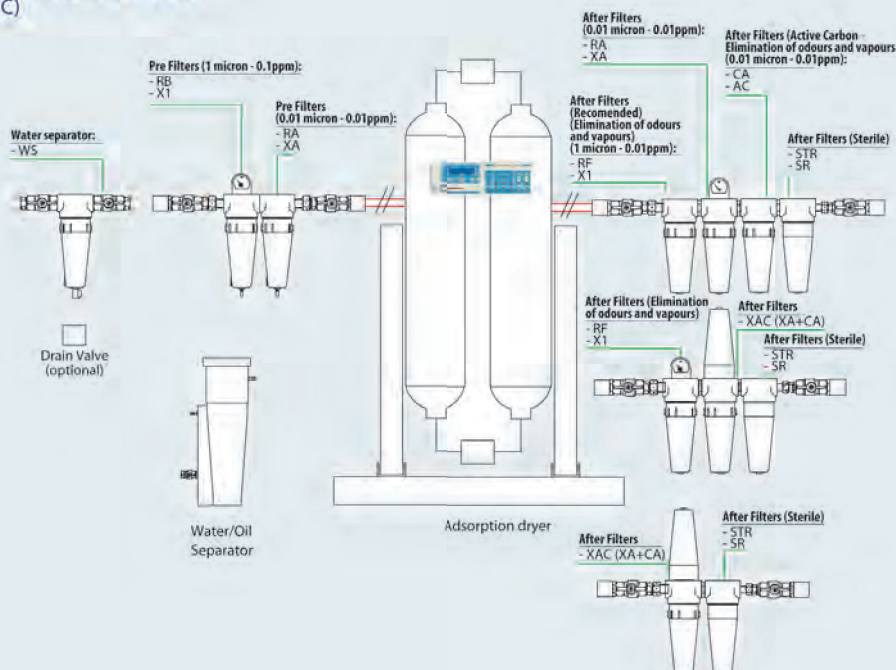 C)
Water separator:
- WS
Pre Filters (1 micron - 0.1ppm):
- RB
- X1
Pre Filters
(0.01 micron - 0.01ppm):
- RA
- XA
After Filters
(Recomended)
(Elimination of odours
and vapours)
(1 micron - 0.01ppm):
- RF
- X1
After Filters
(0.01 micron - 0.01ppm):
- RA
- XA
After Filters (Active Carbon -
Elimination of odours and vapours
(0.01 micron - 0.01ppm):
- CA
- AC
After Filters (Sterile)
- STR
- SR
After Filters (Elimination
of odours and vapours)
- RF
- X1
After Filters
- XAC (XA+CA)
After Filters (Sterile)
- STR
- SR
Drain Valve
(optional)
Water/Oil
Separator
Adsorption dryer
After Filters
- XAC (XA+CA)
After Filters (Sterile)
- STR
- SR